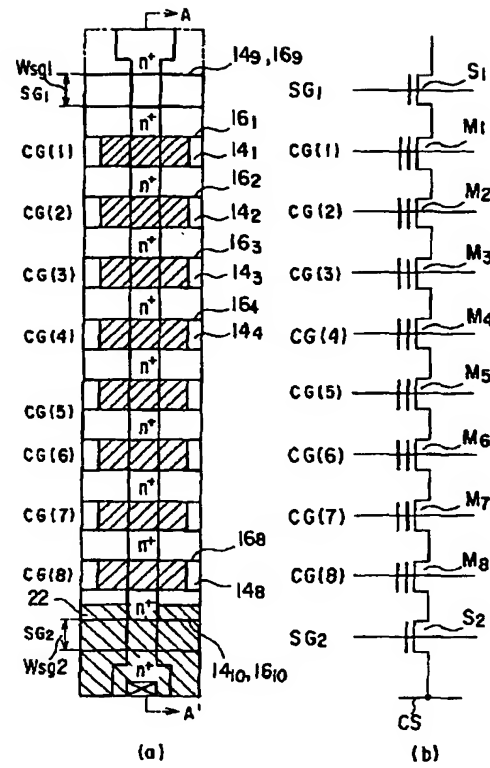 A
Wsg1
SG1
n+
149,169
n+
161
CG(1)
141
n+
162
CG(2)
142
n+
163
CG(3)
143
n+
164
CG(4)
144
n+
CG(5)
n+
CG(6)
n+
CG(7)
n+
168
CG(8)
148
22
n+
SG2
Wsg2
n+
1410,1610
A'
(a)
SG1
S1
CG(1)
M1
CG(2)
M2
CG(3)
M3
CG(4)
M4
CG(5)
M5
CG(6)
M6
CG(7)
M7
CG(8)
M8
SG2
S2
CS
(b)